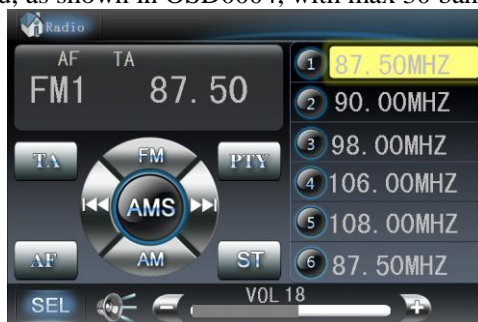 Radio
AF TA
FM1 87.50
TA FM PTY
AMS
AF AM ST
1 87.50MHZ
2 90.00MHZ
3 98.00MHZ
4 106.00MHZ
5 108.00MHZ
6 87.50MHZ
SEL VOL 18